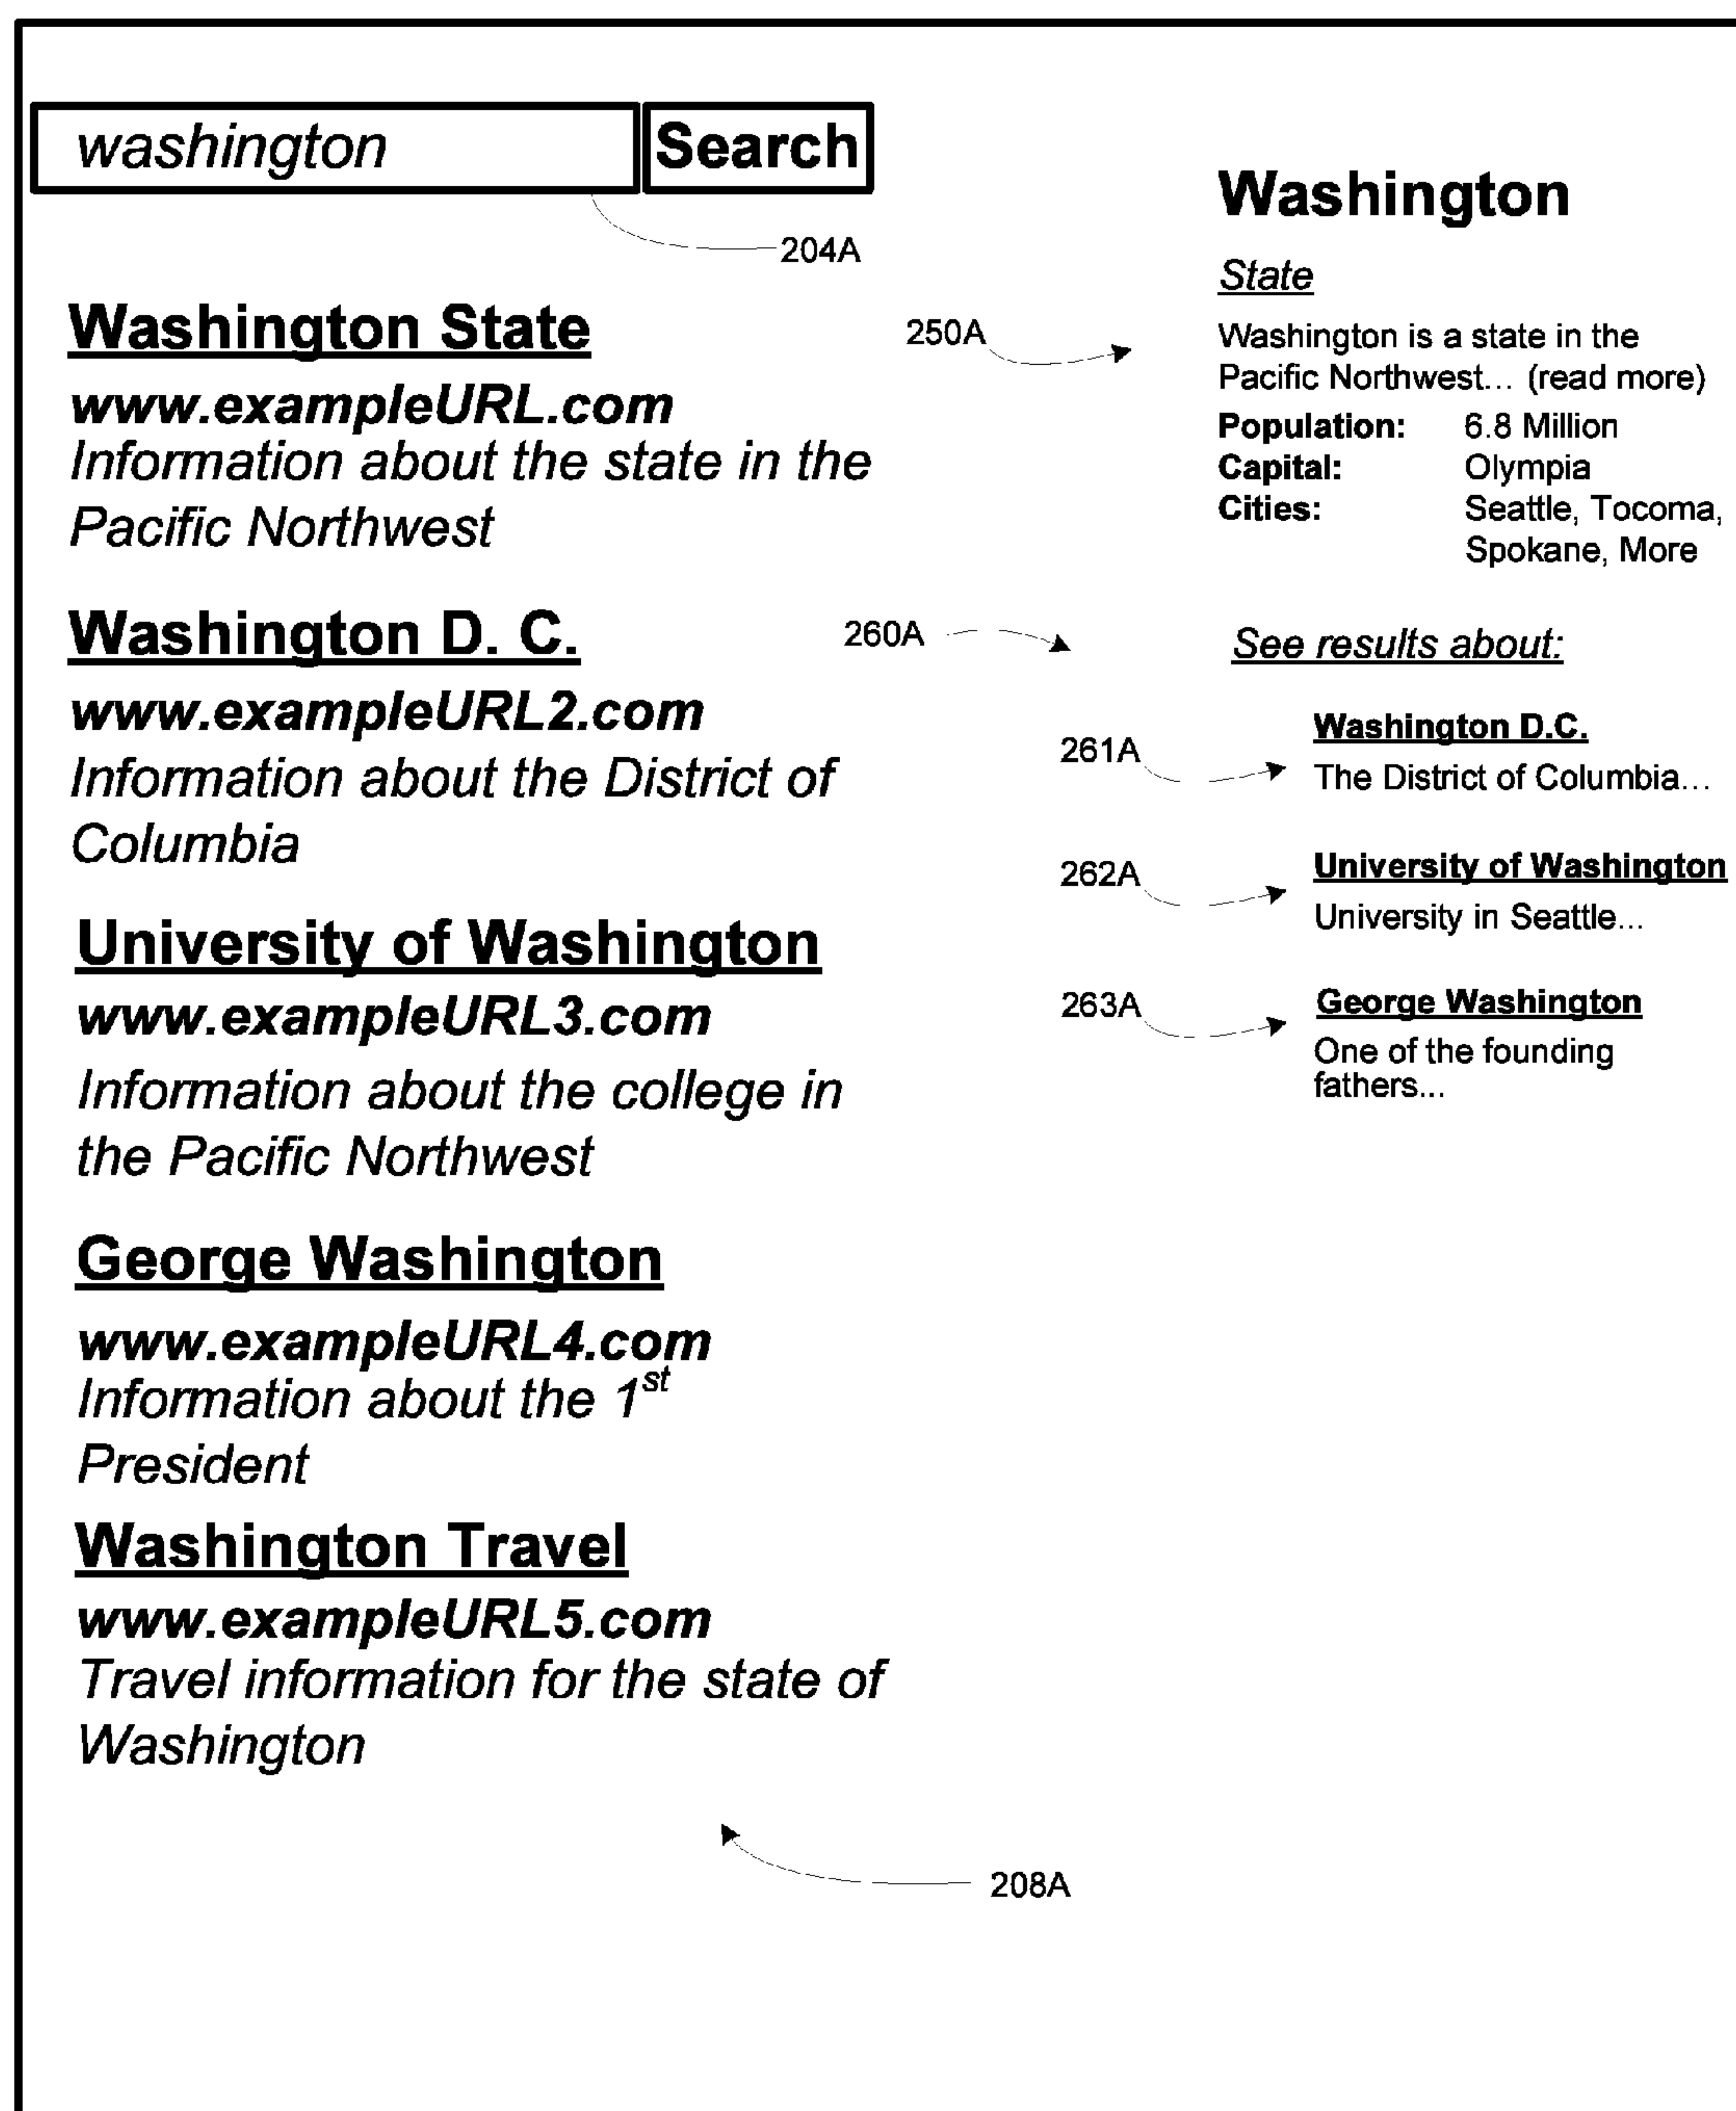 washington
Search
204A
Washington State
www.exampleURL.com
Information about the state in the
Pacific Northwest
Washington D. C.
www.exampleURL2.com
Information about the District of
Columbia
University of Washington
www.exampleURL3.com
Information about the college in
the Pacific Northwest
George Washington
www.exampleURL4.com
Information about the 1st
President
Washington Travel
www.exampleURL5.com
Travel information for the state of
Washington
208A
Washington
State
250A
Washington is a state in the
Pacific Northwest... (read more)
Population: 6.8 Million
Capital: Olympia
Cities: Seattle, Tocoma,
Spokane, More
260A
See results about:
261A
Washington D.C.
The District of Columbia...
262A
University of Washington
University in Seattle...
263A
George Washington
One of the founding
fathers...